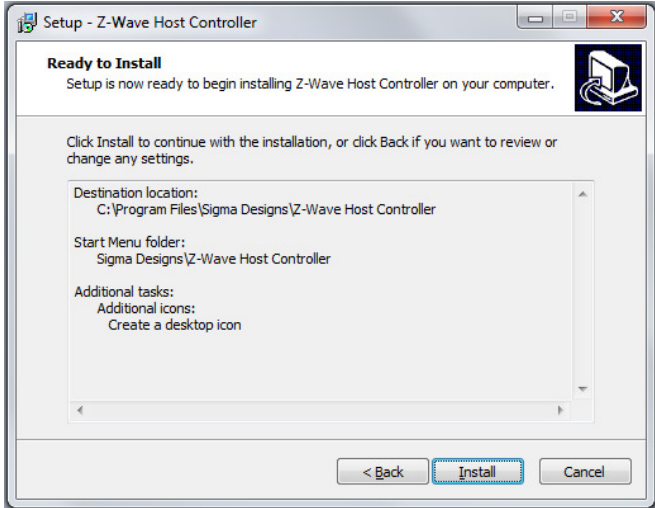 Setup - Z-Wave Host Controller
Ready to Install
Setup is now ready to begin installing Z-Wave Host Controller on your computer.
Click Install to continue with the installation, or click Back if you want to review or
change any settings.
Destination location:
C:\Program Files\Sigma Designs\Z-Wave Host Controller
Start Menu folder:
Sigma Designs\Z-Wave Host Controller
Additional tasks:
Additional icons:
Create a desktop icon
< Back Install Cancel